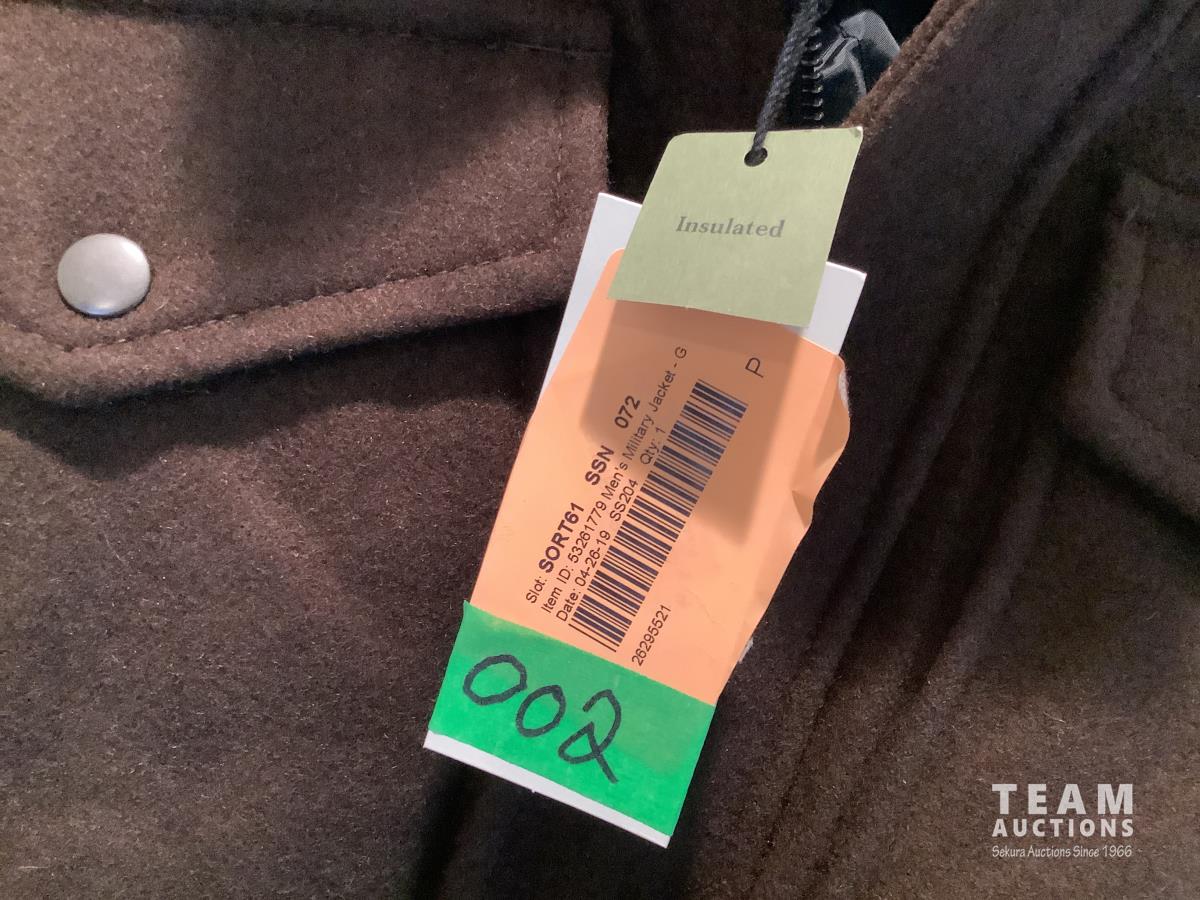 Insulated
P
Slot: SORT61 SSN 072
Item ID: 53261779 Men's Military Jacket - G
Date: 04-26-19 SS204 Qty: 1
26295521
002
TEAM
AUCTIONS
Sekura Auctions Since 1966